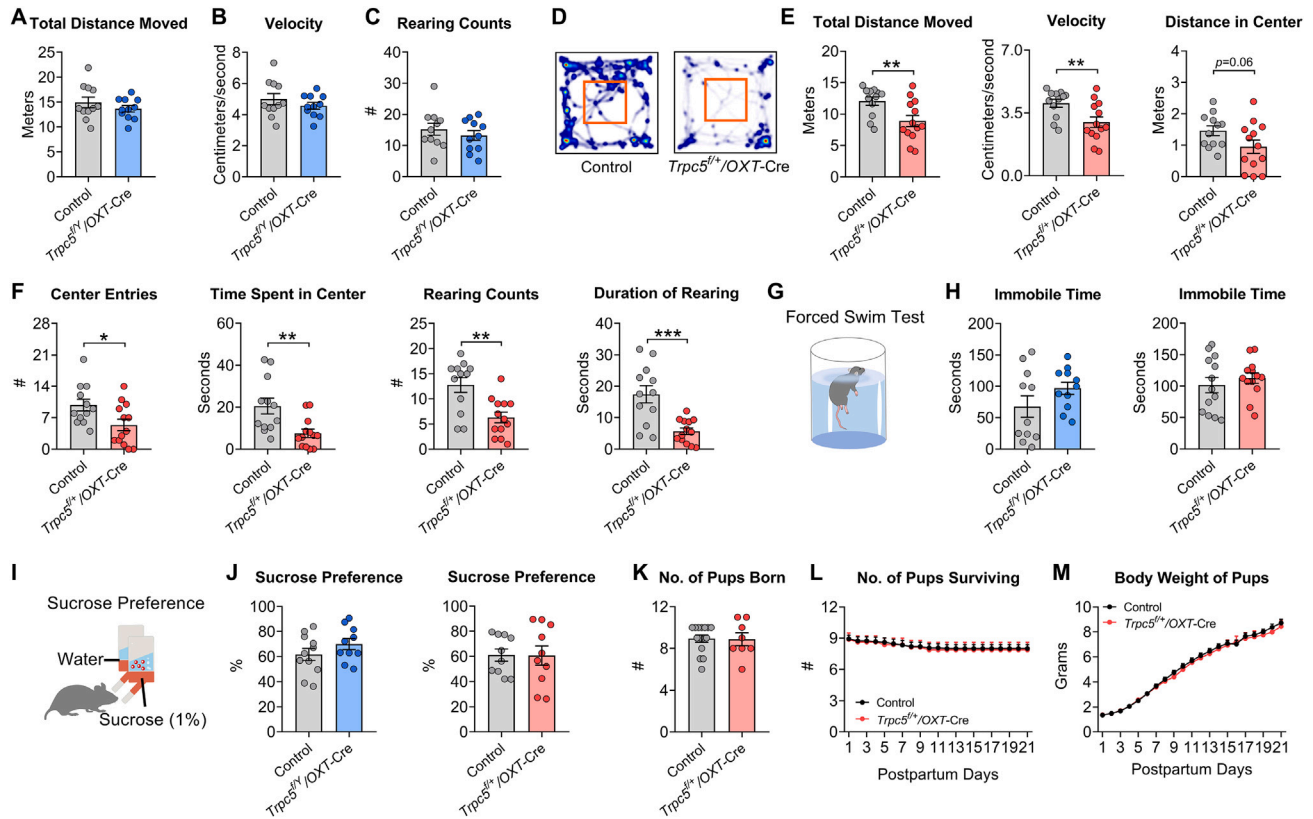 A Total Distance Moved
Meters
25
20
15
10
5
0
Control
Trpc5f/Y/OXT-Cre
B Velocity
Centimeters/second
8
6
4
2
0
Control
Trpc5f/Y/OXT-Cre
C Rearing Counts
#
40
30
20
10
0
Control
Trpc5f/Y/OXT-Cre
D
Control
Trpc5f/+/OXT-Cre
E Total Distance Moved
Meters
20
15
10
5
0
**
Control
Trpc5f/+/OXT-Cre
Velocity
Centimeters/second
7.0
3.5
0.0
**
Control
Trpc5f/+/OXT-Cre
Distance in Center
Meters
4
3
2
1
0
p=0.06
Control
Trpc5f/+/OXT-Cre
F Center Entries
#
28
21
14
7
0
*
Control
Trpc5f/+/OXT-Cre
Time Spent in Center
Seconds
60
40
20
0
**
Control
Trpc5f/+/OXT-Cre
Rearing Counts
#
25
20
15
10
5
0
**
Control
Trpc5f/+/OXT-Cre
Duration of Rearing
Seconds
40
30
20
10
0
***
Control
Trpc5f/+/OXT-Cre
G
Forced Swim Test
H Immobile Time
Seconds
200
150
100
50
0
Control
Trpc5f/Y/OXT-Cre
Immobile Time
Seconds
200
150
100
50
0
Control
Trpc5f/+/OXT-Cre
I
Sucrose Preference
Water
Sucrose (1%)
J Sucrose Preference
%
100
80
60
40
20
0
Control
Trpc5f/Y/OXT-Cre
Sucrose Preference
%
100
80
60
40
20
0
Control
Trpc5f/+/OXT-Cre
K No. of Pups Born
#
12
9
6
3
0
Control
Trpc5f/+/OXT-Cre
L No. of Pups Surviving
#
12
9
6
3
0
Control
Trpc5f/+/OXT-Cre
1 3 5 7 9 11 13 15 17 19 21
Postpartum Days
M Body Weight of Pups
Control
Trpc5f/+/OXT-Cre
Grams
10
8
6
4
2
0
1 3 5 7 9 11 13 15 17 19 21
Postpartum Days